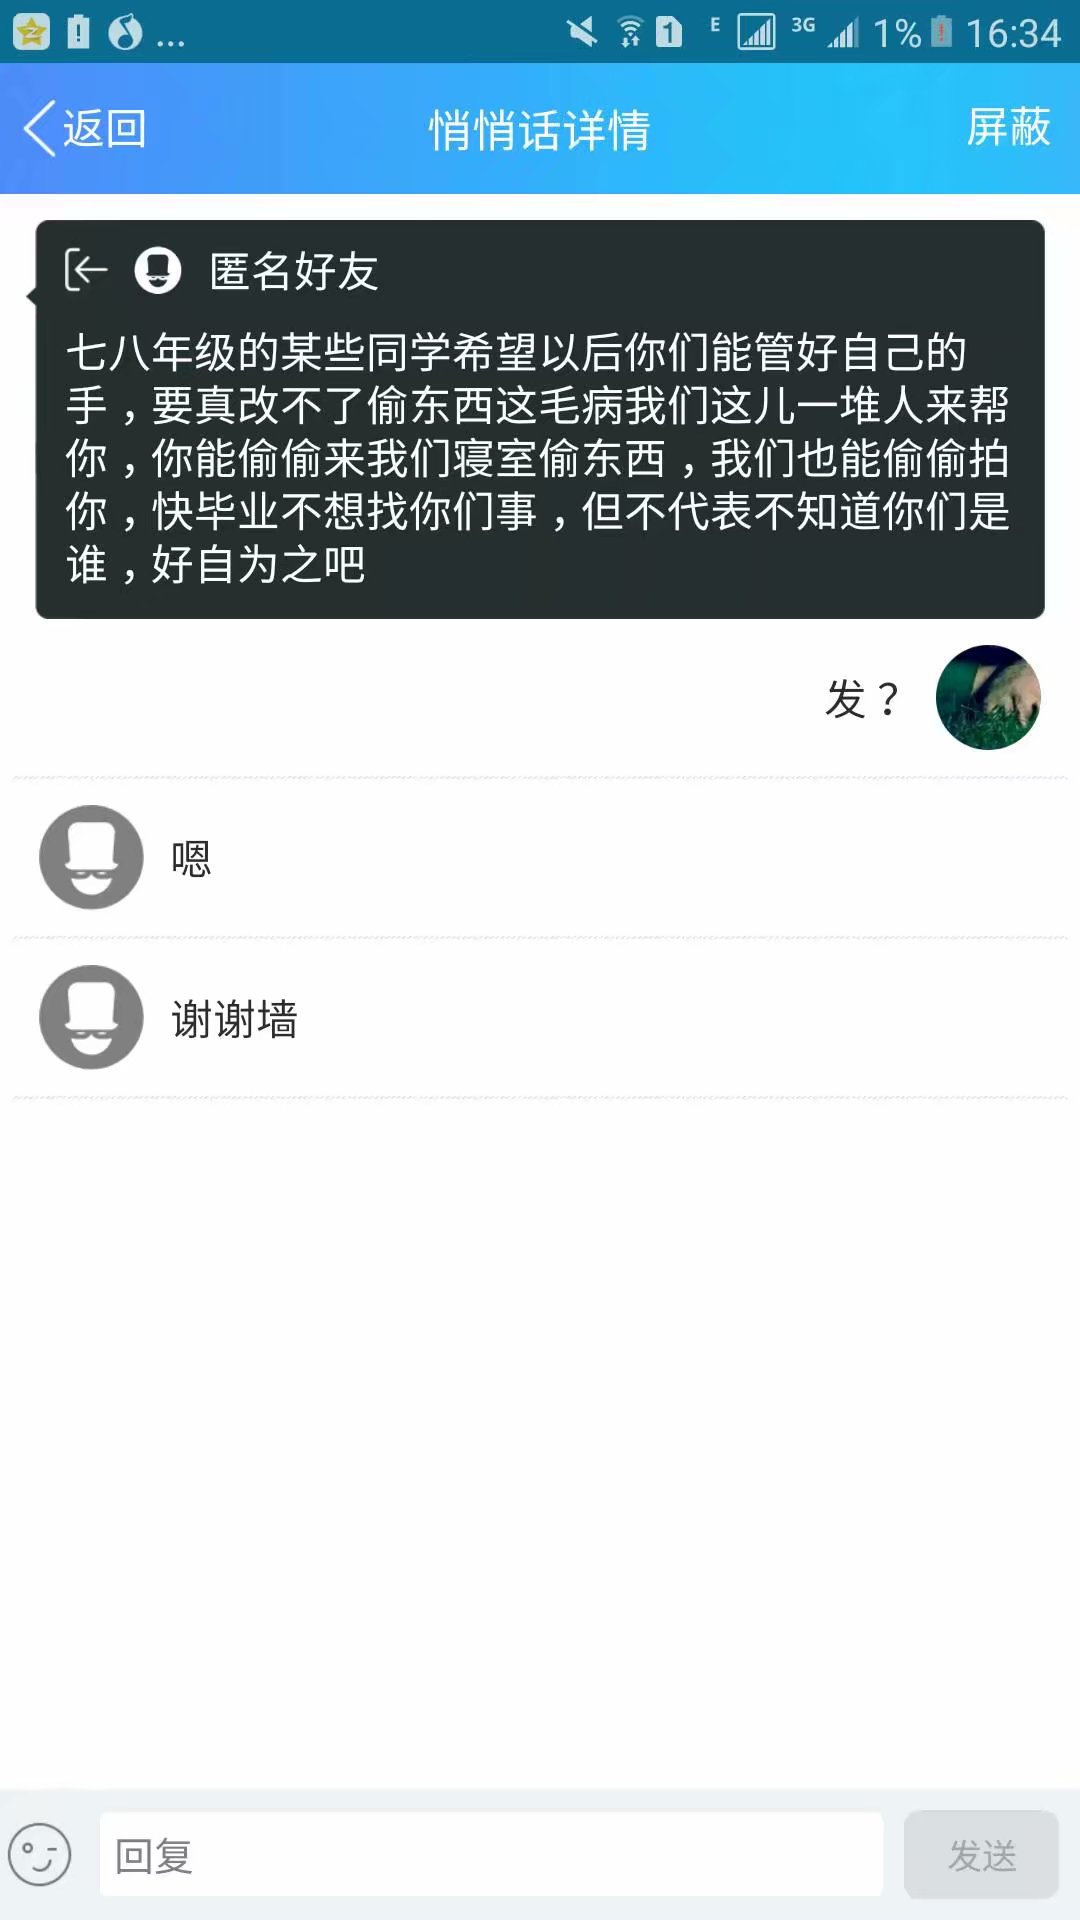 E 3G 1% 16:34
返回 悄悄话详情 屏蔽
匿名好友
七八年级的某些同学希望以后你们能管好自己的
手，要真改不了偷东西这毛病我们这儿一堆人来帮
你，你能偷偷来我们寝室偷东西，我们也能偷偷拍
你，快毕业不想找你们事，但不代表不知道你们是
谁，好自为之吧
发？
嗯
谢谢墙
回复 发送